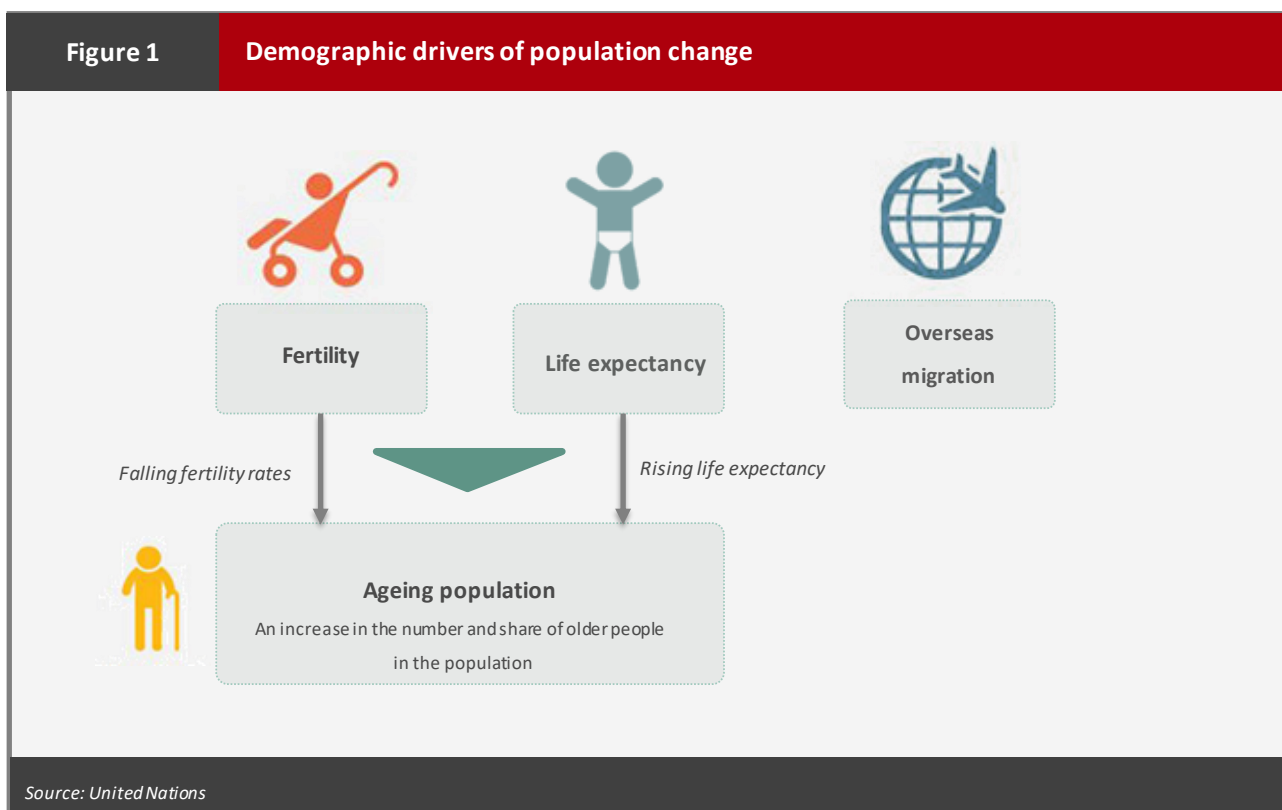 Figure 1
Demographic drivers of population change
Fertility
Life expectancy
Overseas
migration
Falling fertility rates
Rising life expectancy
Ageing population
An increase in the number and share of older people
in the population
Source: United Nations